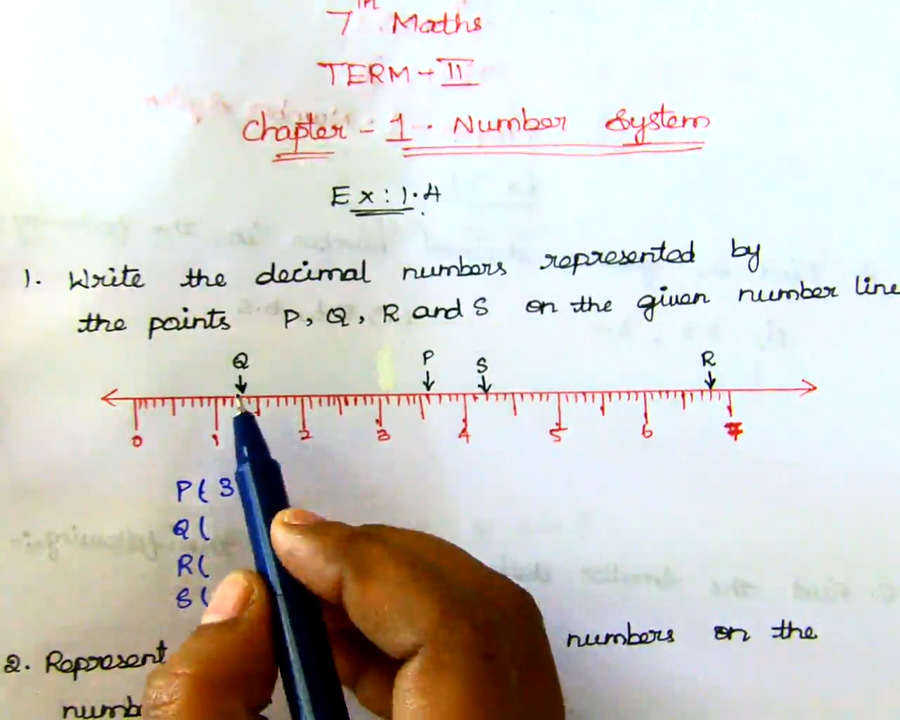 7th Maths
TERM - II
Chapter - 1. Number System
Ex: 1.4
1. Write the decimal numbers represented by
the points P, Q, R and S on the given number line
Q P S R
0 1 2 3 4 5 6 7
P( 3
Q(
R(
S(
2. Represent numbers on the
numb